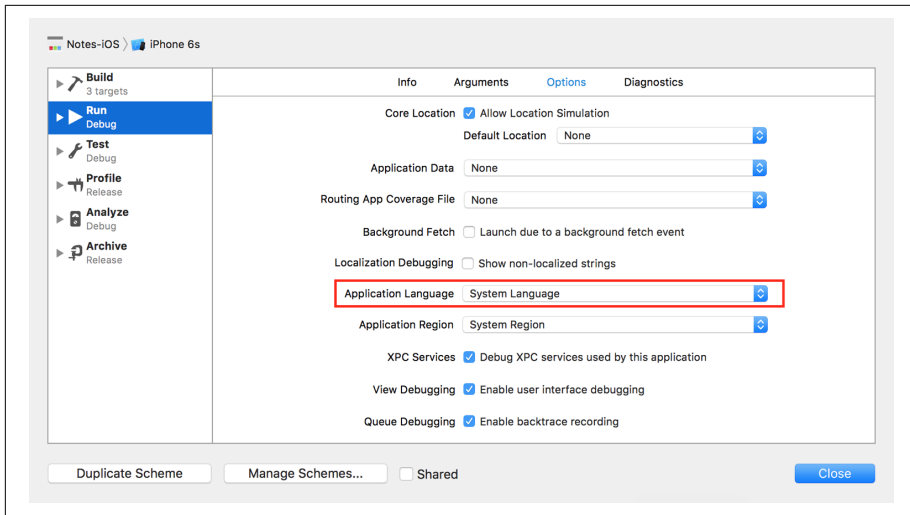 Notes-iOS iPhone 6s
Build
3 targets
Run
Debug
Test
Debug
Profile
Release
Analyze
Debug
Archive
Release
Info Arguments Options Diagnostics
Core Location Allow Location Simulation
Default Location None
Application Data None
Routing App Coverage File None
Background Fetch Launch due to a background fetch event
Localization Debugging Show non-localized strings
Application Language System Language
Application Region System Region
XPC Services Debug XPC services used by this application
View Debugging Enable user interface debugging
Queue Debugging Enable backtrace recording
Duplicate Scheme Manage Schemes... Shared Close